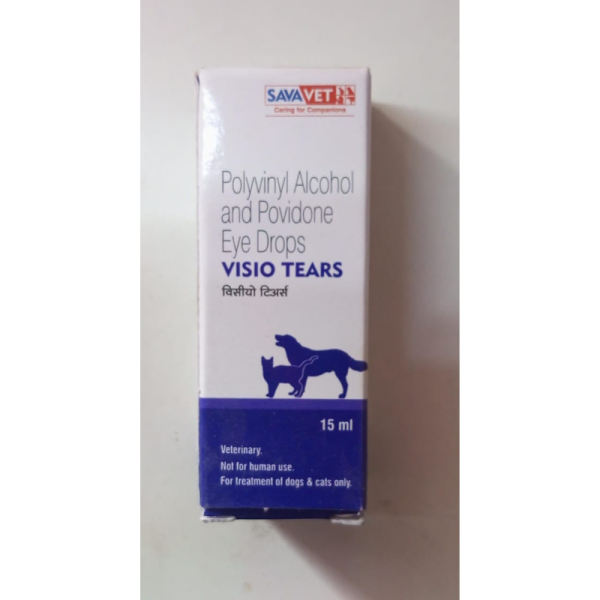 SAVAVET
Caring for Companions
Polyvinyl Alcohol
and Povidone
Eye Drops
VISIO TEARS
विसीयो टिअर्स
15 ml
Veterinary.
Not for human use.
For treatment of dogs & cats only.